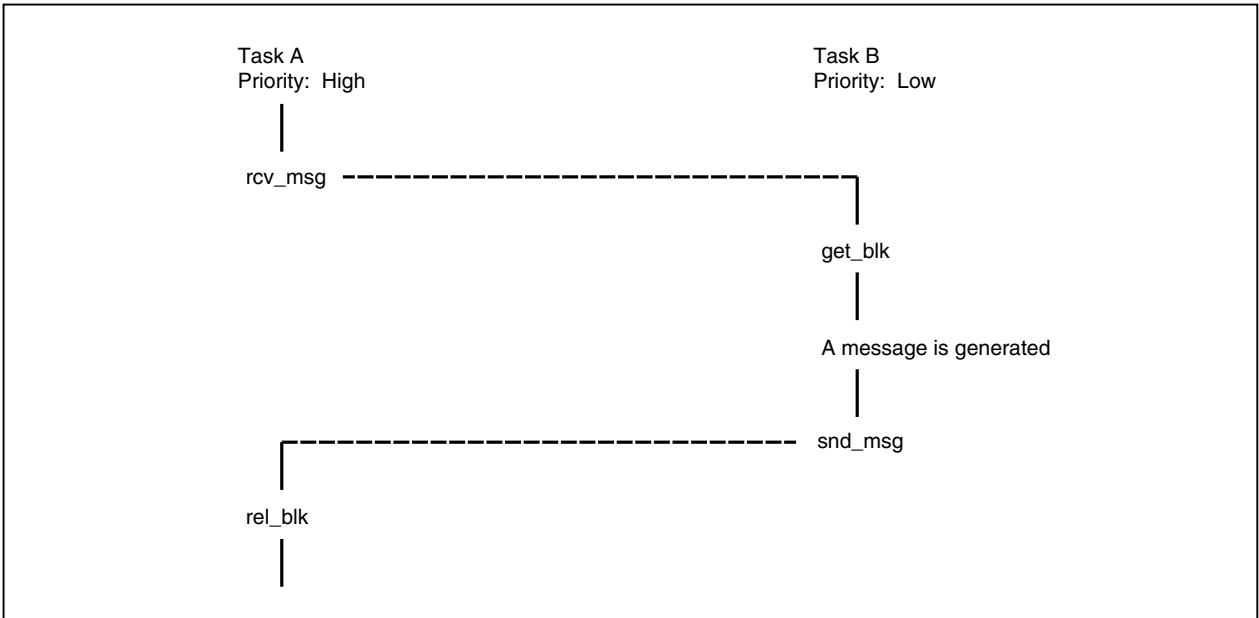 Task A
Priority: High
Task B
Priority: Low
rcv_msg
get_blk
A message is generated
snd_msg
rel_blk